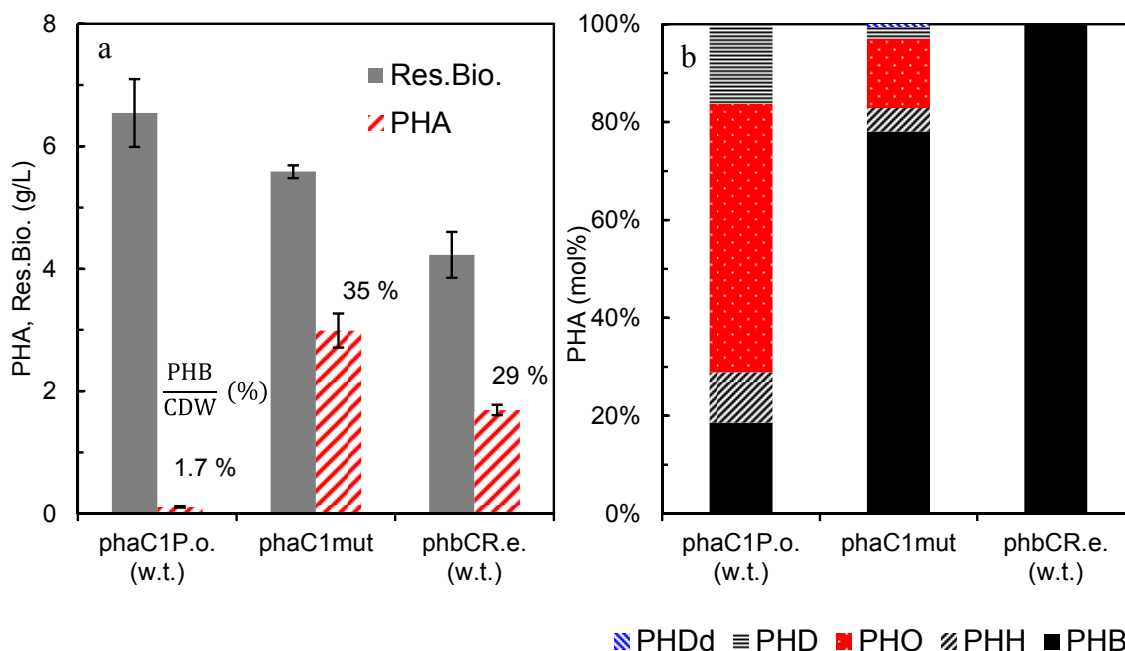 a
PHA, Res.Bio. (g/L)
8
6
4
2
0
Res.Bio.
PHA
PHB
CDW
(%)
1.7 %
35 %
29 %
phaC1P.o.
(w.t.)
phaC1mut
phbCR.e.
(w.t.)
b
PHA (mol%)
100%
80%
60%
40%
20%
0%
phaC1P.o.
(w.t.)
phaC1mut
phbCR.e.
(w.t.)
PHDd PHD PHO PHH PHB